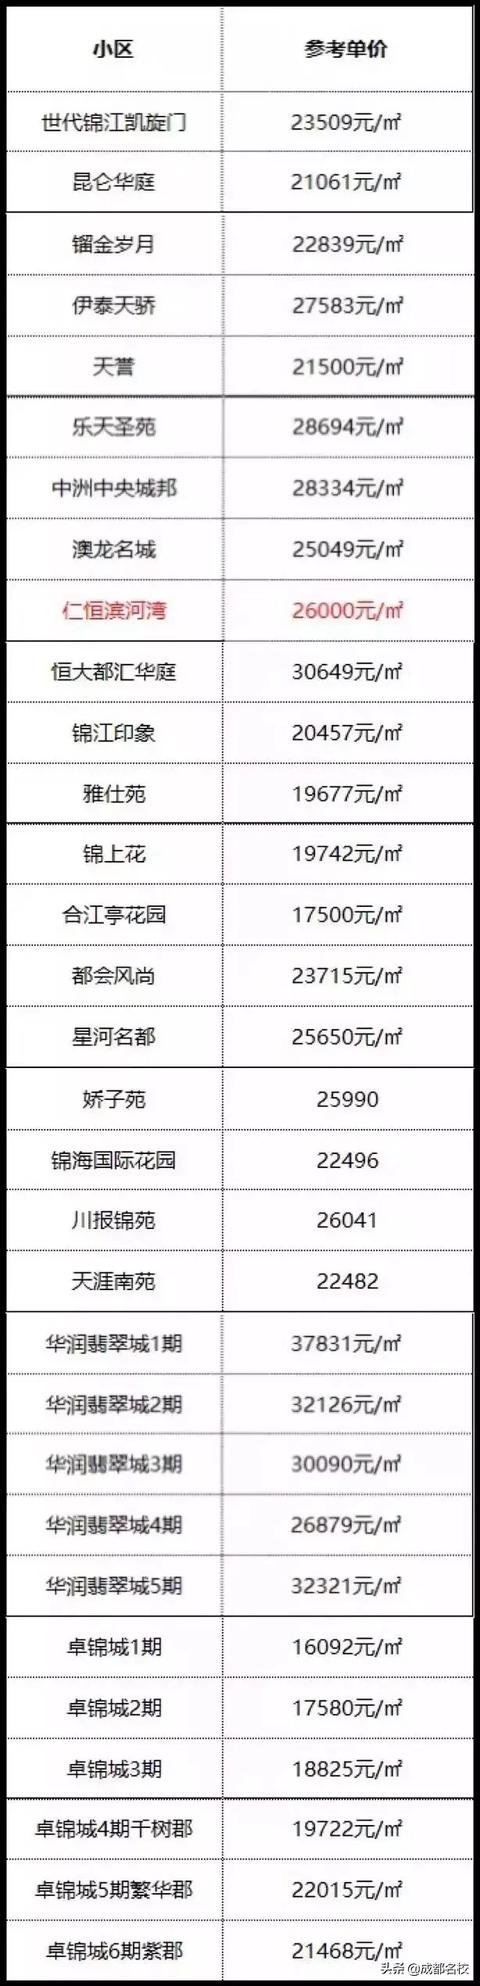 小区 参考单价
世代锦江凯旋门 23509元/㎡
昆仑华庭 21061元/㎡
镏金岁月 22839元/㎡
伊泰天骄 27583元/㎡
天誉 21500元/㎡
乐天圣苑 28694元/㎡
中洲中央城邦 28334元/㎡
澳龙名城 25049元/㎡
仁恒滨河湾 26000元/㎡
恒大都汇华庭 30649元/㎡
锦江印象 20457元/㎡
雅仕苑 19677元/㎡
锦上花 19742元/㎡
合江亭花园 17500元/㎡
都会风尚 23715元/㎡
星河名都 25650元/㎡
娇子苑 25990
锦海国际花园 22496
川报锦苑 26041
天涯南苑 22482
华润翡翠城1期 37831元/㎡
华润翡翠城2期 32126元/㎡
华润翡翠城3期 30090元/㎡
华润翡翠城4期 26879元/㎡
华润翡翠城5期 32321元/㎡
卓锦城1期 16092元/㎡
卓锦城2期 17580元/㎡
卓锦城3期 18825元/㎡
卓锦城4期千树郡 19722元/㎡
卓锦城5期繁华郡 22015元/㎡
卓锦城6期紫郡 21468元/㎡
头条 @成都名校